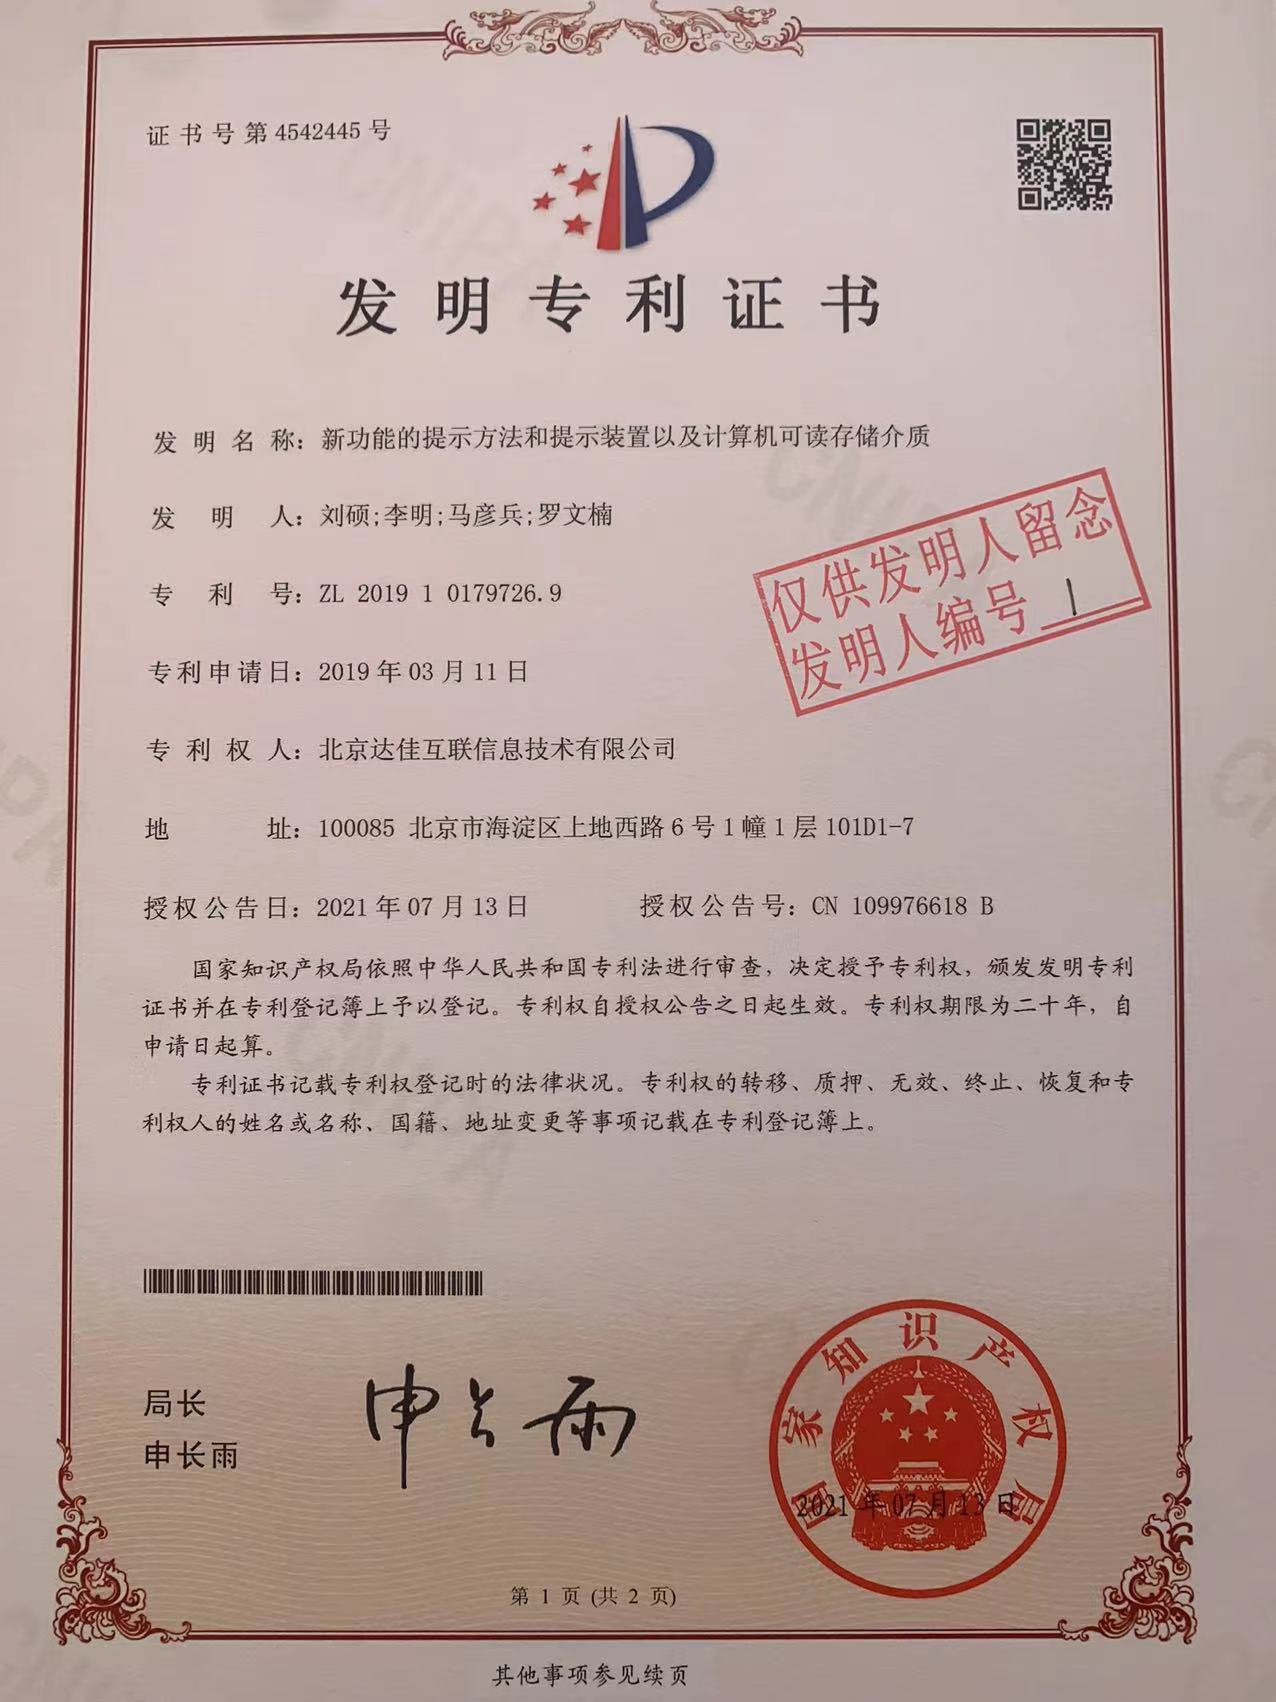 证书号第4542445号
发明专利证书
发明名称：新功能的提示方法和提示装置以及计算机可读存储介质
发明人：刘硕;李明;马彦兵;罗文楠
仅供发明人留念
发明人编号 1
专利号：ZL 2019 1 0179726.9
专利申请日：2019年03月11日
专利权人：北京达佳互联信息技术有限公司
地址：100085 北京市海淀区上地西路6号1幢1层101D1-7
授权公告日：2021年07月13日 授权公告号：CN 109976618 B
国家知识产权局依照中华人民共和国专利法进行审查，决定授予专利权，颁发发明专利
证书并在专利登记簿上予以登记。专利权自授权公告之日起生效。专利权期限为二十年，自
申请日起算。
专利证书记载专利权登记时的法律状况。专利权的转移、质押、无效、终止、恢复和专
利权人的姓名或名称、国籍、地址变更等事项记载在专利登记簿上。
局长
申长雨
申长雨
国家知识产权局
2021年07月13日
第 1 页 (共 2 页)
其他事项参见续页
CNIPA
CNIPA
CNIPA